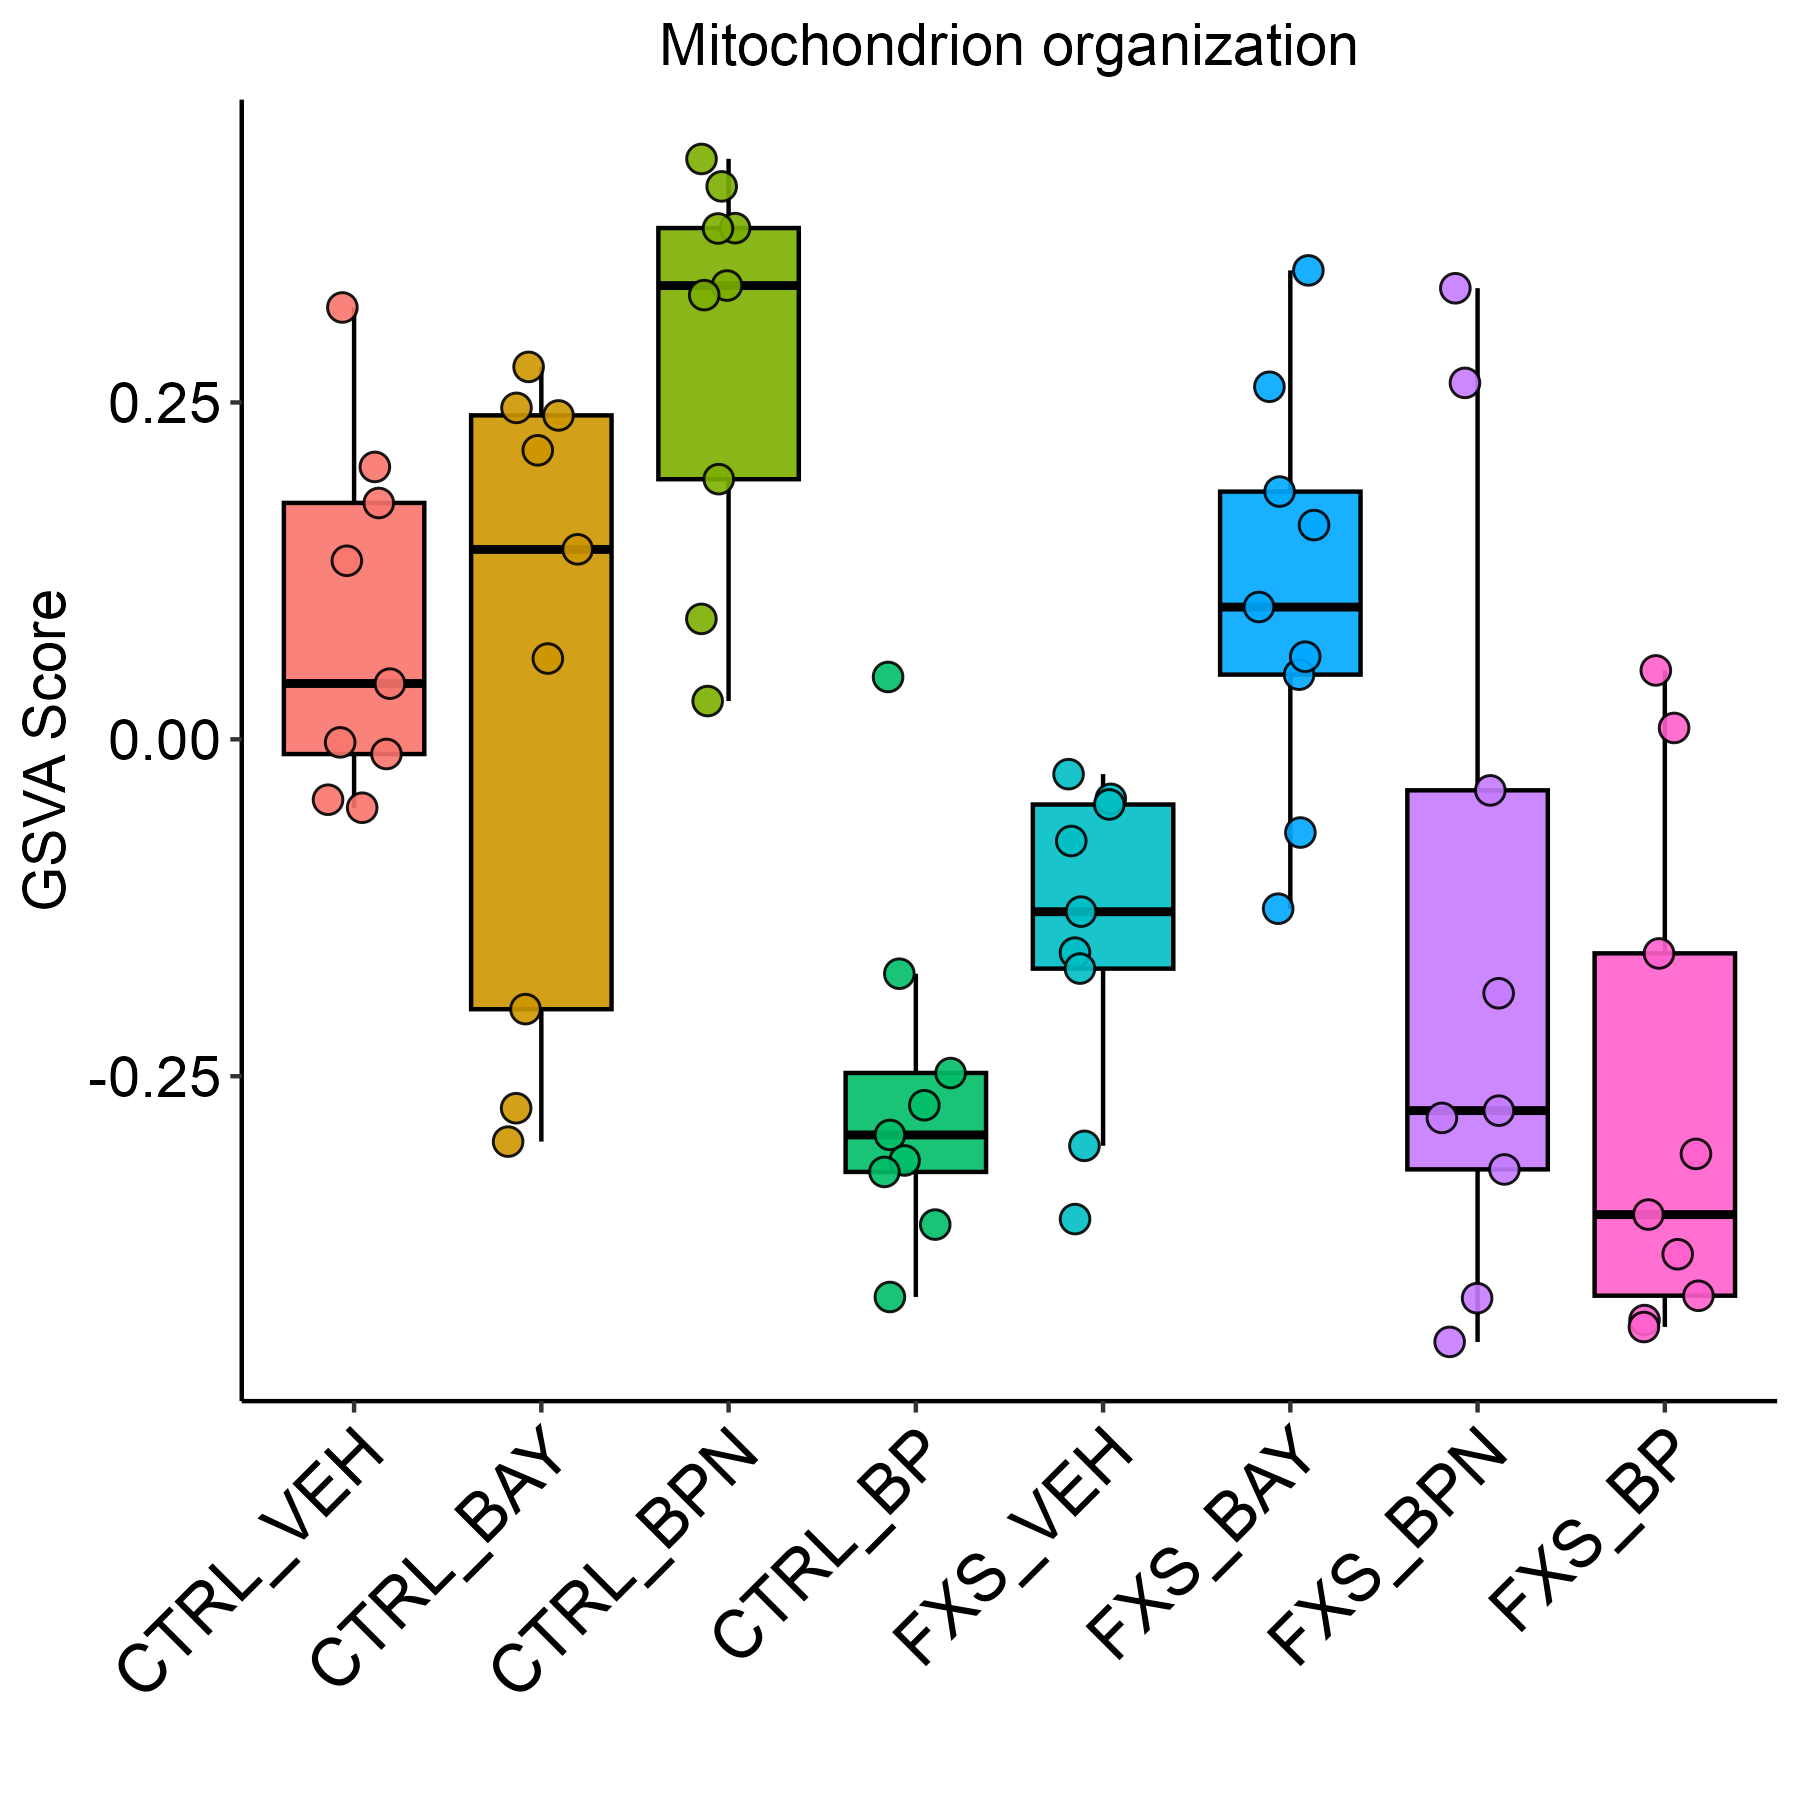 Mitochondrion organization
GSVA Score
0.25
0.00
-0.25
CTRL_VEH
CTRL_BAY
CTRL_BPN
CTRL_BP
FXS_VEH
FXS_BAY
FXS_BPN
FXS_BP